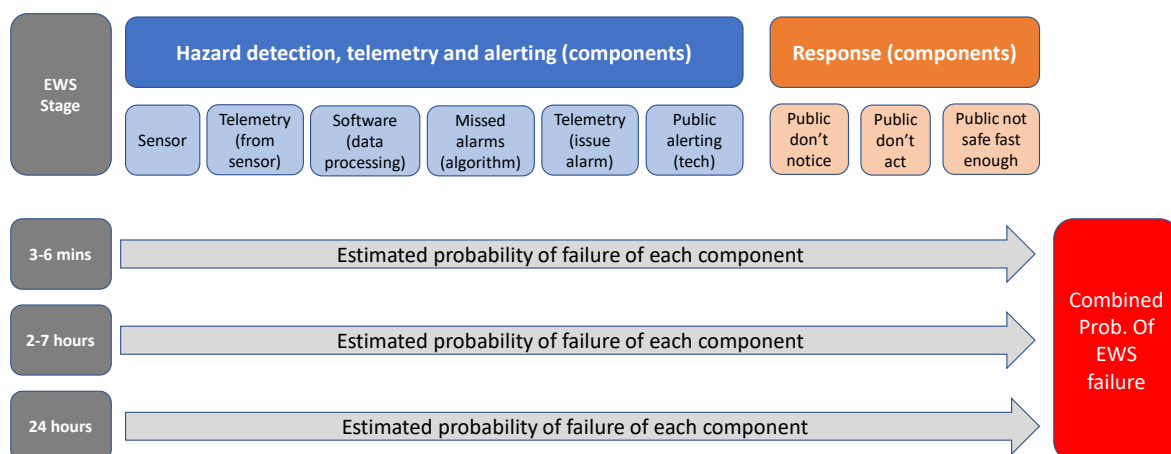 EWS
Stage
Hazard detection, telemetry and alerting (components)
Response (components)
Sensor
Telemetry
(from
sensor)
Software
(data
processing)
Missed
alarms
(algorithm)
Telemetry
(issue
alarm)
Public
alerting
(tech)
Public
don’t
notice
Public
don’t
act
Public not
safe fast
enough
3-6 mins
Estimated probability of failure of each component
2-7 hours
Estimated probability of failure of each component
24 hours
Estimated probability of failure of each component
Combined
Prob. Of
EWS
failure